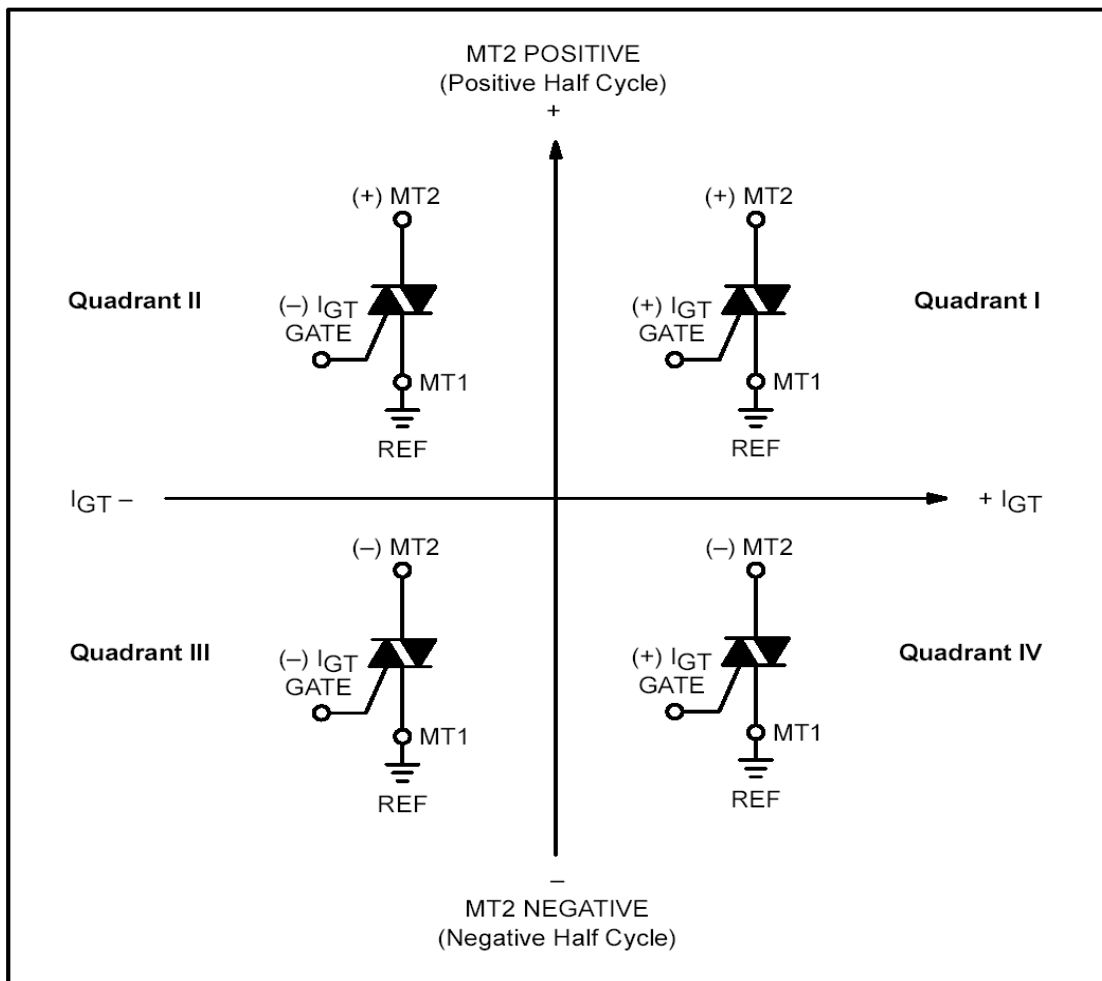 MT2 POSITIVE
(Positive Half Cycle)
+
(+) MT2
Quadrant II
(–) IGT
GATE
MT1
REF
(+) MT2
(+) IGT
GATE
Quadrant I
MT1
REF
IGT –
+ IGT
(–) MT2
Quadrant III
(–) IGT
GATE
MT1
REF
(–) MT2
(+) IGT
GATE
Quadrant IV
MT1
REF
–
MT2 NEGATIVE
(Negative Half Cycle)